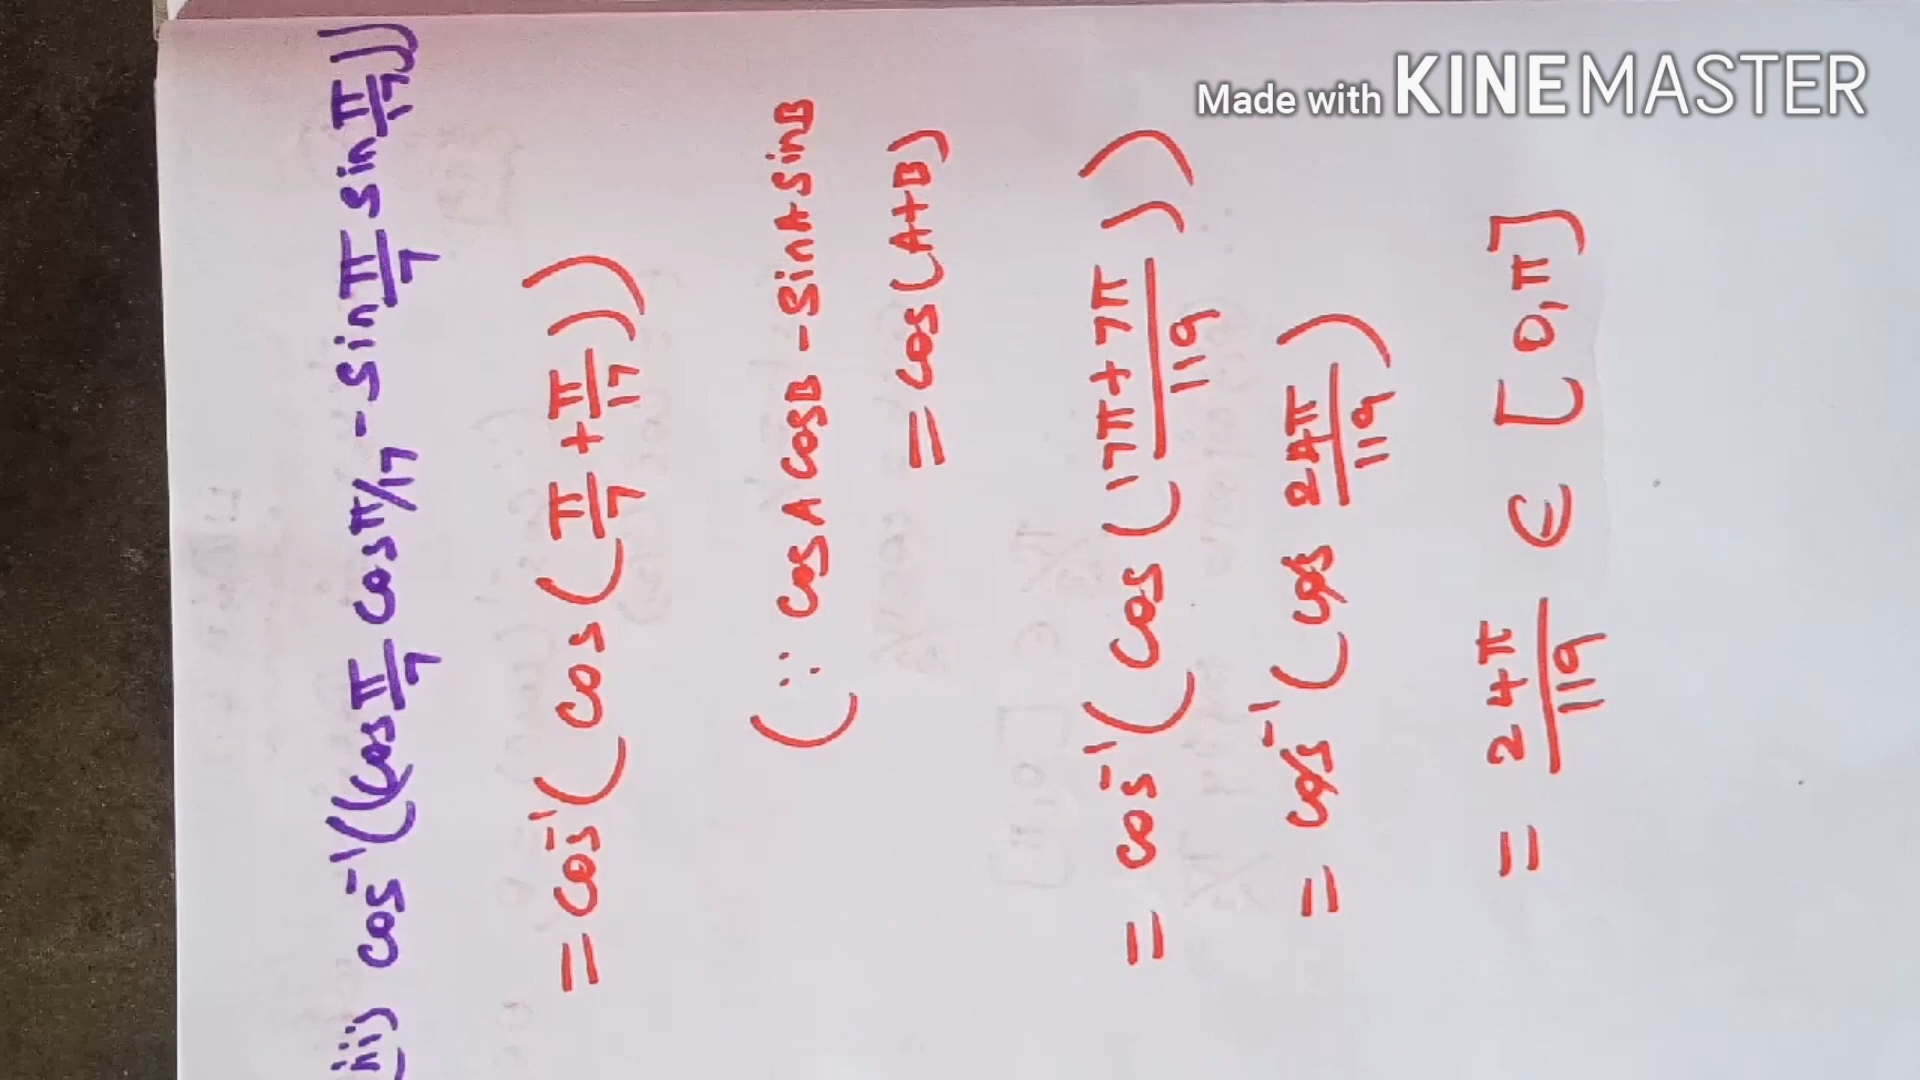 iii) cos⁻¹(cos π/7 cos π/17 - sin π/7 sin π/17)
= cos⁻¹(cos(π/7 + π/17))
(∵ cosA cosB - sinA sinB
= cos(A+B)
= cos⁻¹(cos(17π+7π/119))
= cos⁻¹(cos 24π/119)
= 24π/119 ∈ [0,π]
Made with KINEMASTER